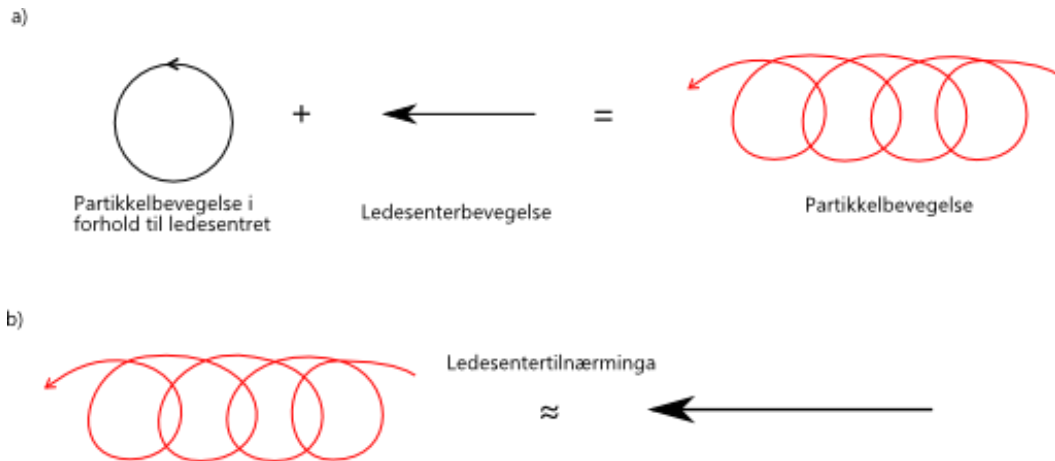 a)
+
=
Partikkelbevegelse i
forhold til ledesentret
Ledesenterbevegelse
Partikkelbevegelse
b)
Ledesentertilnærminga
≈